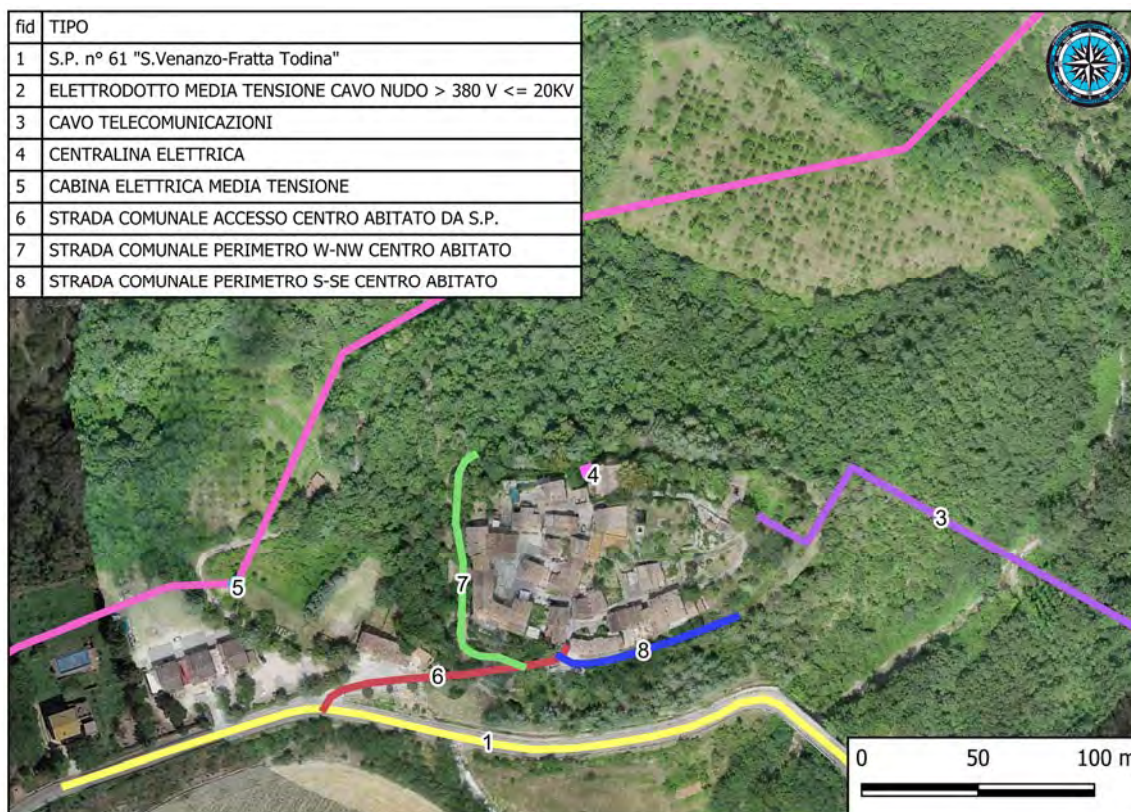 fid TIPO
1 S.P. n° 61 "S.Venanzo-Fratta Todina"
2 ELETTRODOTTO MEDIA TENSIONE CAVO NUDO > 380 V <= 20KV
3 CAVO TELECOMUNICAZIONI
4 CENTRALINA ELETTRICA
5 CABINA ELETTRICA MEDIA TENSIONE
6 STRADA COMUNALE ACCESSO CENTRO ABITATO DA S.P.
7 STRADA COMUNALE PERIMETRO W-NW CENTRO ABITATO
8 STRADA COMUNALE PERIMETRO S-SE CENTRO ABITATO
4
3
7
5
8
6
1
0 50 100 m